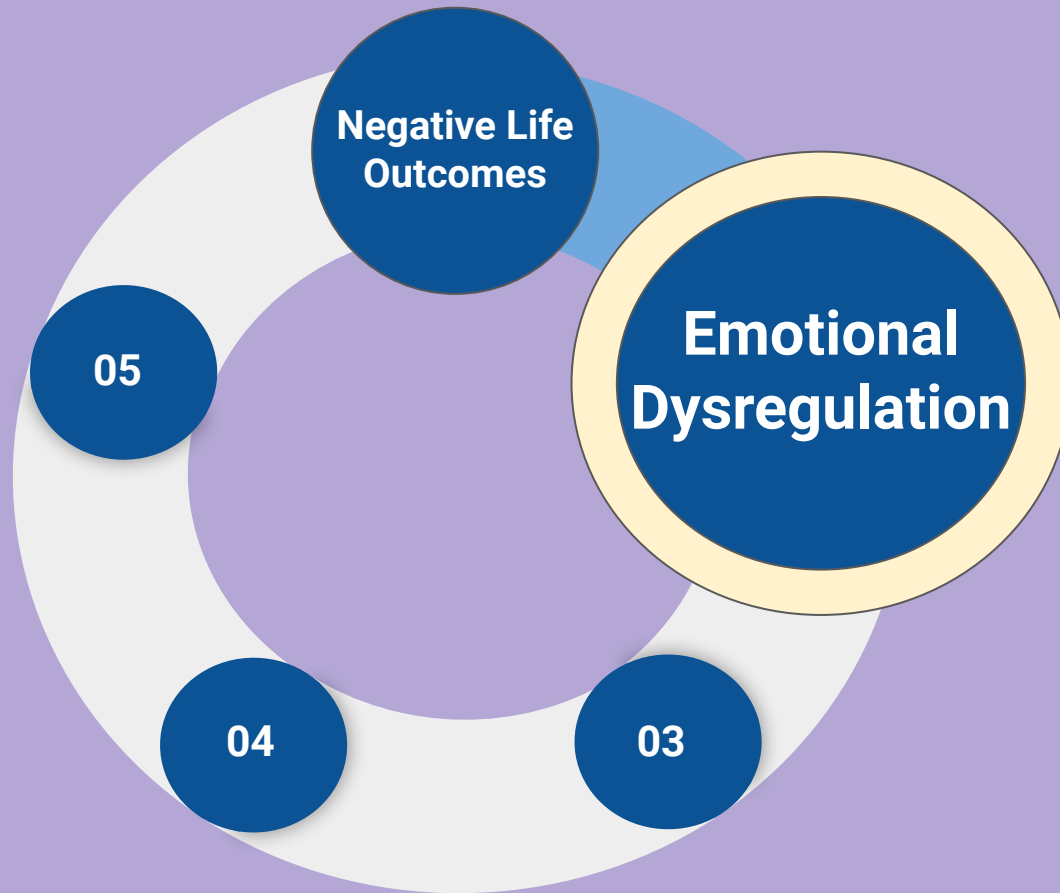 Negative Life
Outcomes
Emotional
Dysregulation
05
04
03